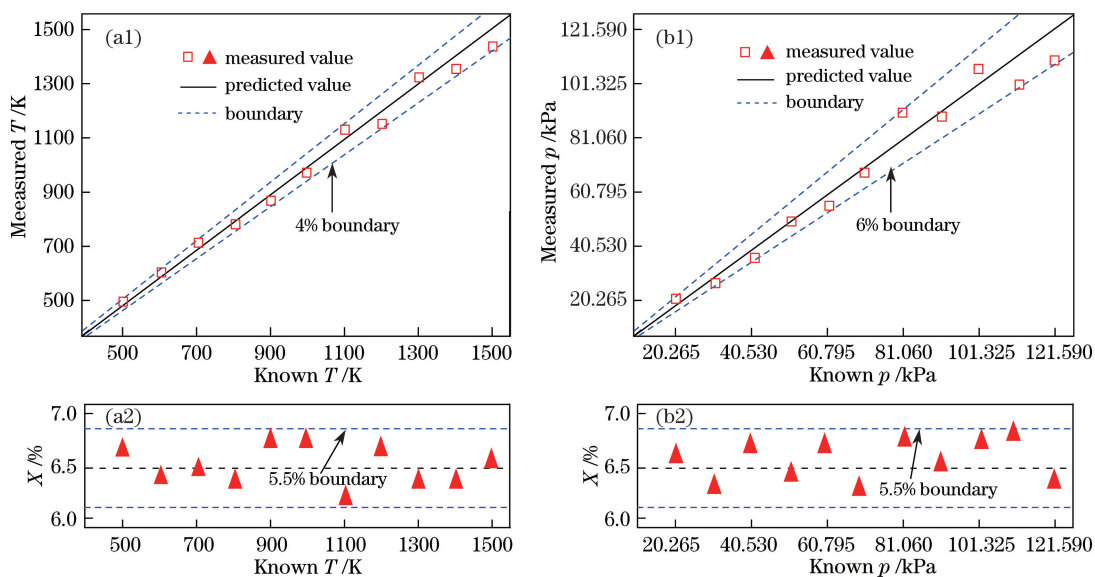 (a1)
measured value
predicted value
boundary
4% boundary
1500
1300
1100
900
700
500
Meeasured T /K
500 700 900 1100 1300 1500
Known T /K
(b1)
measured value
predicted value
boundary
6% boundary
121.590
101.325
81.060
60.795
40.530
20.265
Meeasured p /kPa
20.265 40.530 60.795 81.060 101.325 121.590
Known p /kPa
(a2)
5.5% boundary
7.0
6.5
6.0
X /%
500 700 900 1100 1300 1500
Known T /K
(b2)
5.5% boundary
7.0
6.5
6.0
X /%
20.265 40.530 60.795 81.060 101.325 121.590
Known p /kPa